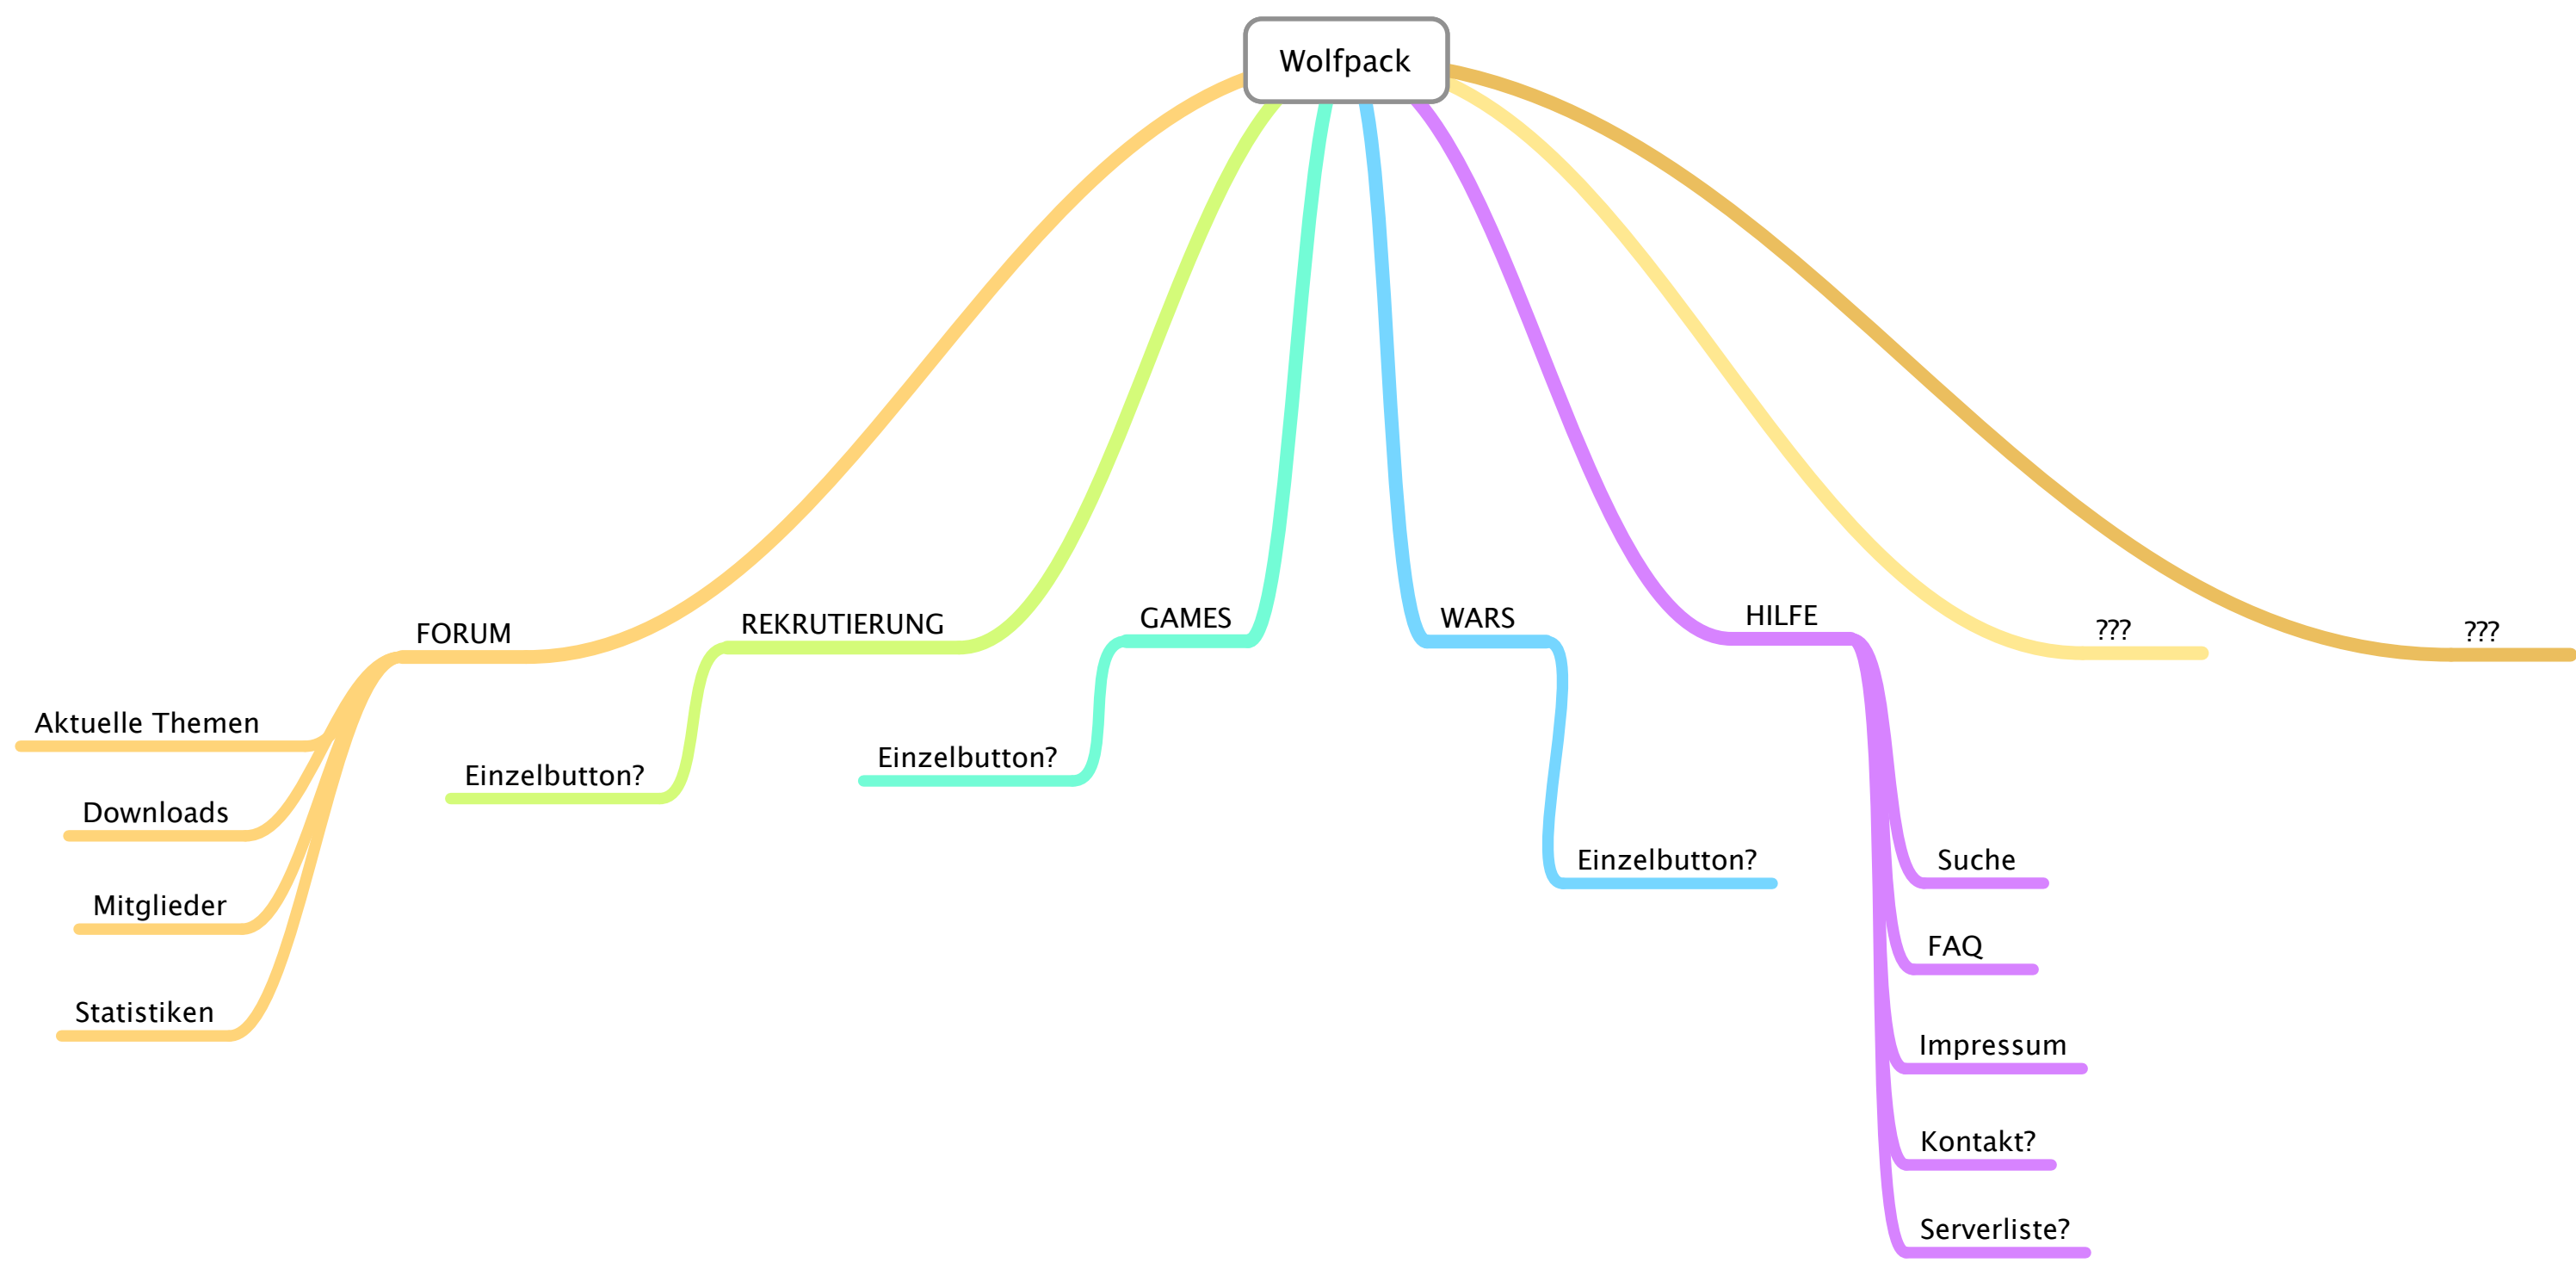 Wolfpack
FORUM
REKRUTIERUNG
GAMES
WARS
HILFE
???
???
Aktuelle Themen
Downloads
Mitglieder
Statistiken
Einzelbutton?
Einzelbutton?
Einzelbutton?
Suche
FAQ
Impressum
Kontakt?
Serverliste?